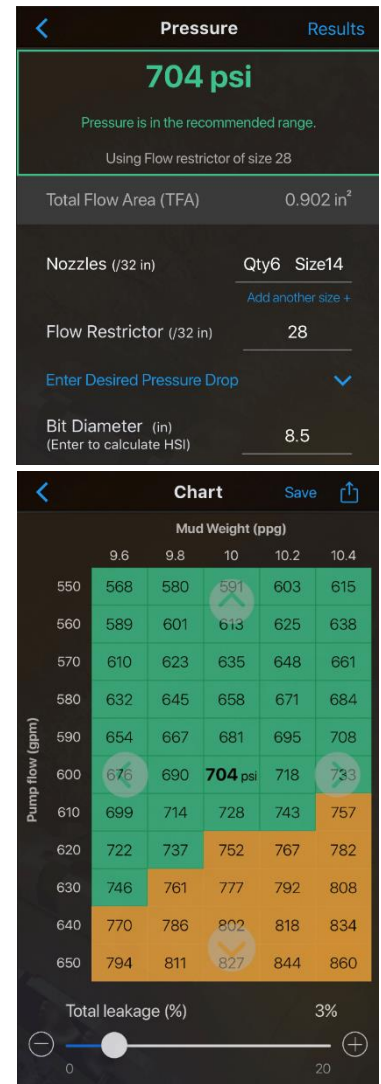 Pressure Results
704 psi
Pressure is in the recommended range.
Using Flow restrictor of size 28
Total Flow Area (TFA) 0.902 in²
Nozzles (/32 in) Qty6 Size14
Add another size +
Flow Restrictor (/32 in) 28
Enter Desired Pressure Drop
Bit Diameter (in) 8.5
(Enter to calculate HSI)
Chart Save
Mud Weight (ppg)
9.6 9.8 10 10.2 10.4
Pump flow (gpm)
550 568 580 591 603 615
560 589 601 613 625 638
570 610 623 635 648 661
580 632 645 658 671 684
590 654 667 681 695 708
600 676 690 704 psi 718 733
610 699 714 728 743 757
620 722 737 752 767 782
630 746 761 777 792 808
640 770 786 802 818 834
650 794 811 827 844 860
Total leakage (%) 3%
0 20